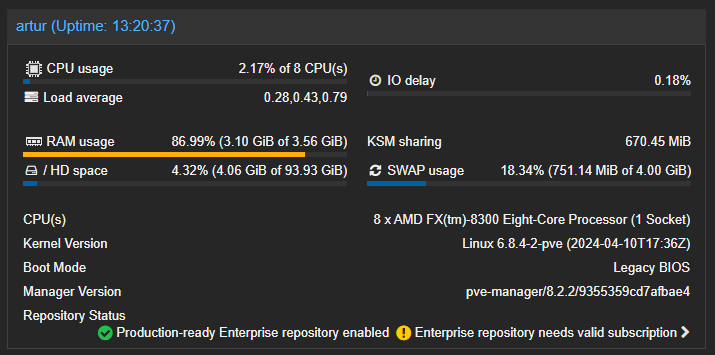 artur (Uptime: 13:20:37)
CPU usage 2.17% of 8 CPU(s)
IO delay 0.18%
Load average 0.28,0.43,0.79
RAM usage 86.99% (3.10 GiB of 3.56 GiB)
KSM sharing 670.45 MiB
/ HD space 4.32% (4.06 GiB of 93.93 GiB)
SWAP usage 18.34% (751.14 MiB of 4.00 GiB)
CPU(s) 8 x AMD FX(tm)-8300 Eight-Core Processor (1 Socket)
Kernel Version Linux 6.8.4-2-pve (2024-04-10T17:36Z)
Boot Mode Legacy BIOS
Manager Version pve-manager/8.2.2/9355359cd7afbae4
Repository Status
Production-ready Enterprise repository enabled Enterprise repository needs valid subscription